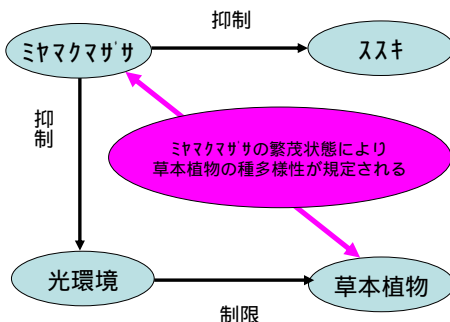 抑制
ﾐﾔﾏｸﾏｻﾞｻ
ｽｽｷ
抑
制
ﾐﾔﾏｸﾏｻﾞｻの繁茂状態により
草本植物の種多様性が規定される
光環境
草本植物
制限